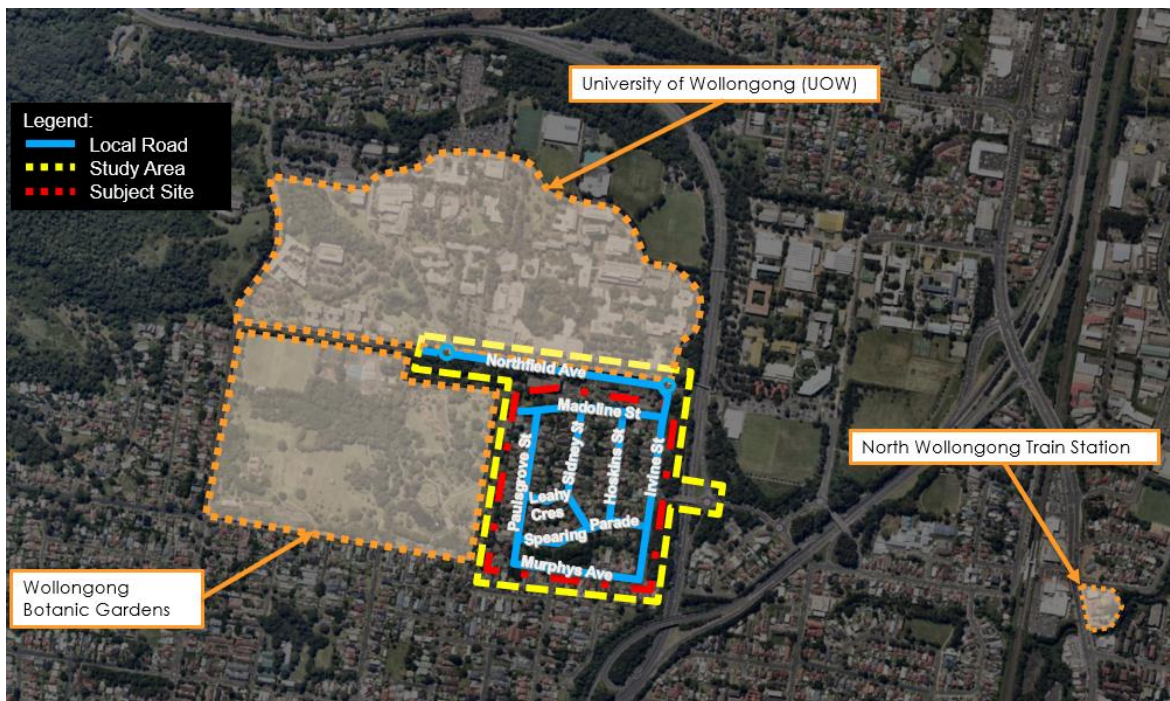 University of Wollongong (UOW)
Legend:
Local Road
Study Area
Subject Site
Northfield Ave
Madoline St
Paulsgrove St
Sidney St
Hoskins St
Irvine St
Leahy
Cres
Spearing Parade
Murphys Ave
North Wollongong Train Station
Wollongong
Botanic Gardens